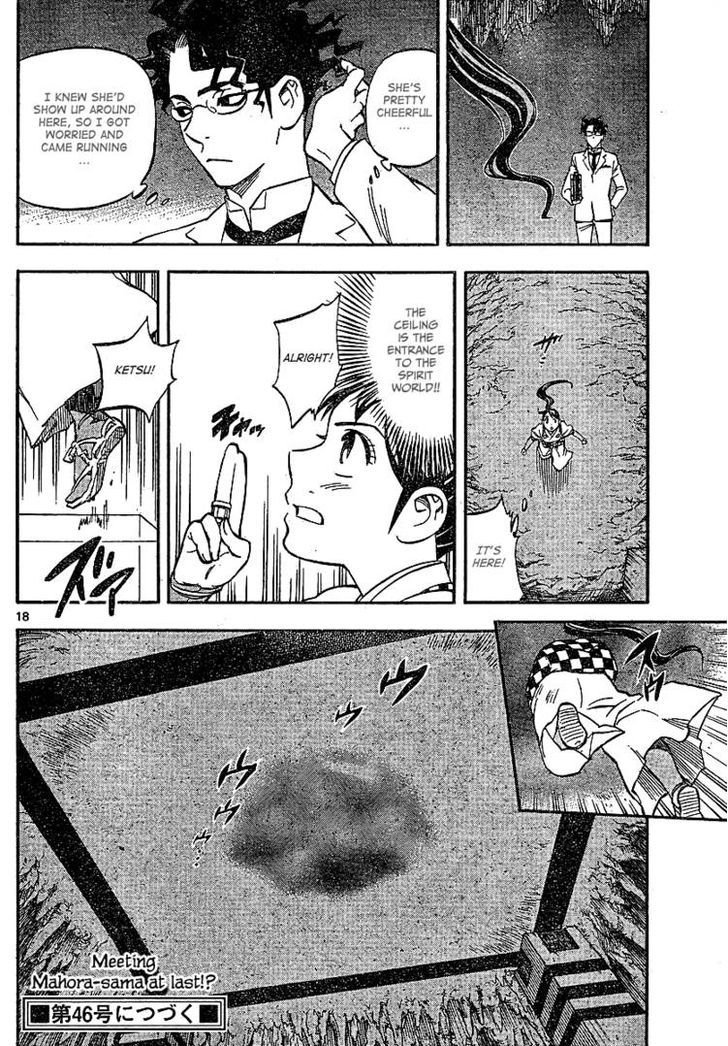 SHE'S
PRETTY
CHEERFUL
...
I KNEW SHE'D
SHOW UP AROUND
HERE, SO I GOT
WORRIED AND
CAME RUNNING
...
IT'S
HERE!
THE
CEILING
IS THE
ENTRANCE
TO THE
SPIRIT
WORLD!!
ALRIGHT!
KETSU!
ズア
18
Meeting
Mahora-sama at last!?
■第46号につづく■